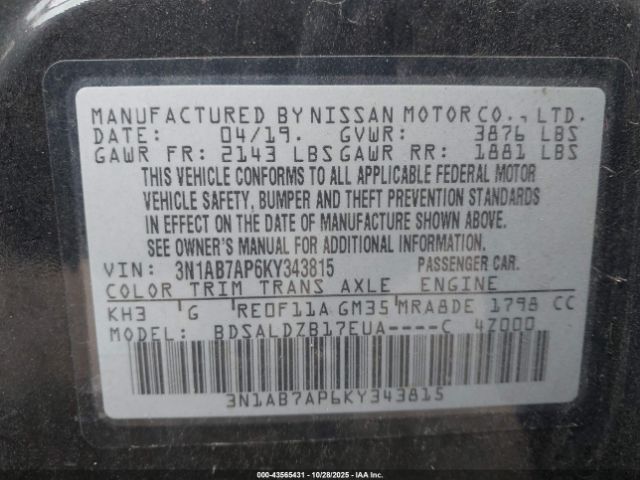 MANUFACTURED BY NISSAN MOTOR CO., LTD.
DATE: 04/19. GVWR: 3876 LBS
GAWR FR: 2143 LBS GAWR RR: 1881 LBS
THIS VEHICLE CONFORMS TO ALL APPLICABLE FEDERAL MOTOR
VEHICLE SAFETY, BUMPER AND THEFT PREVENTION STANDARDS
IN EFFECT ON THE DATE OF MANUFACTURE SHOWN ABOVE.
SEE OWNER'S MANUAL FOR ADDITIONAL INFORMATION.
VIN: 3N1AB7AP6KY343815 PASSENGER CAR.
COLOR TRIM TRANS AXLE ENGINE
KH3 G RE0F11A GM35 MRA8DE 1798 CC
MODEL: BDSALDZB17EUA----C 4Z000
3N1AB7AP6KY343815
000-43565431 | 10/28/2025 | IAAI.COM